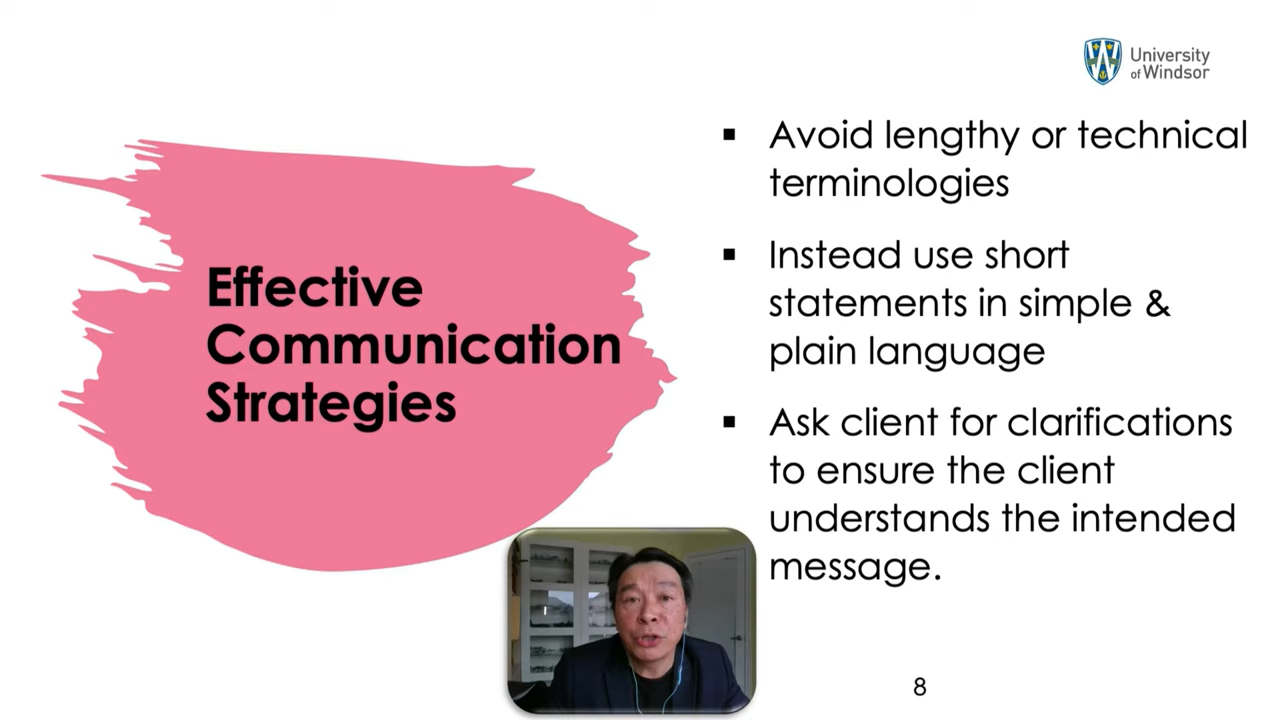 University
of Windsor
Effective
Communication
Strategies
▪ Avoid lengthy or technical
terminologies
▪ Instead use short
statements in simple &
plain language
▪ Ask client for clarifications
to ensure the client
understands the intended
message.
8